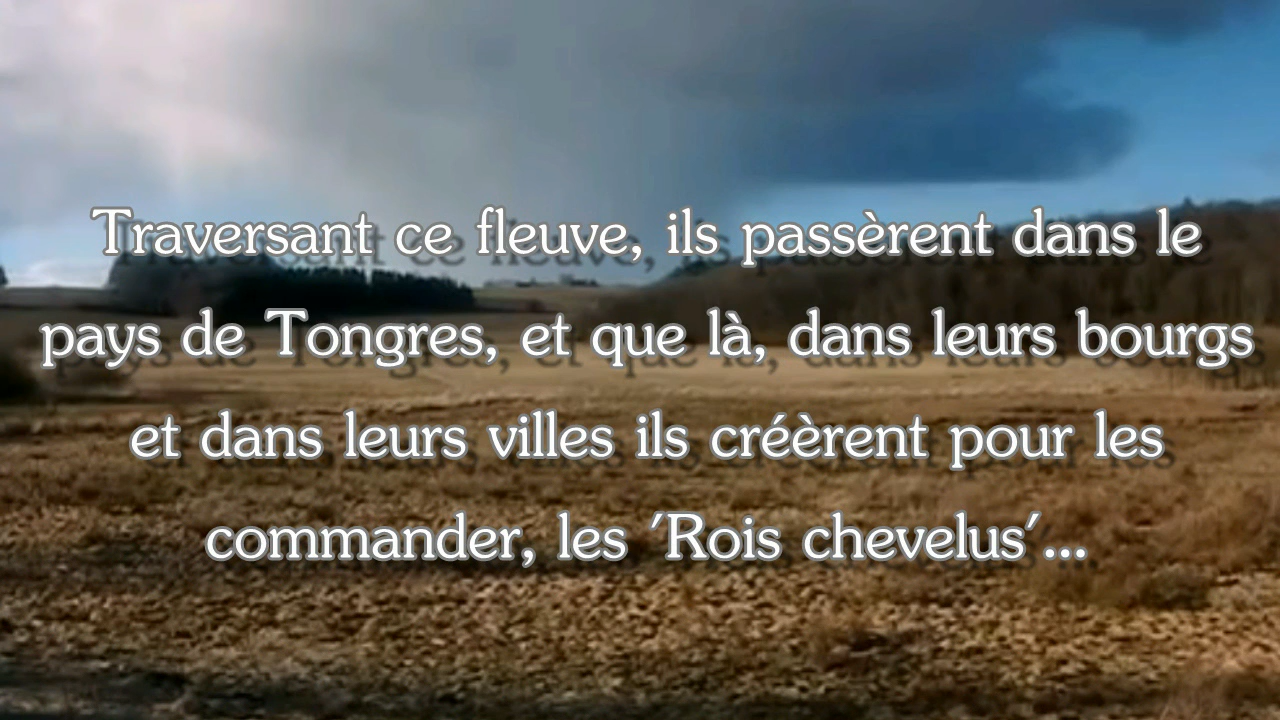 Traversant ce fleuve, ils passèrent dans le
pays de Tongres, et que là, dans leurs bourgs
et dans leurs villes ils créèrent pour les
commander, les 'Rois chevelus'...